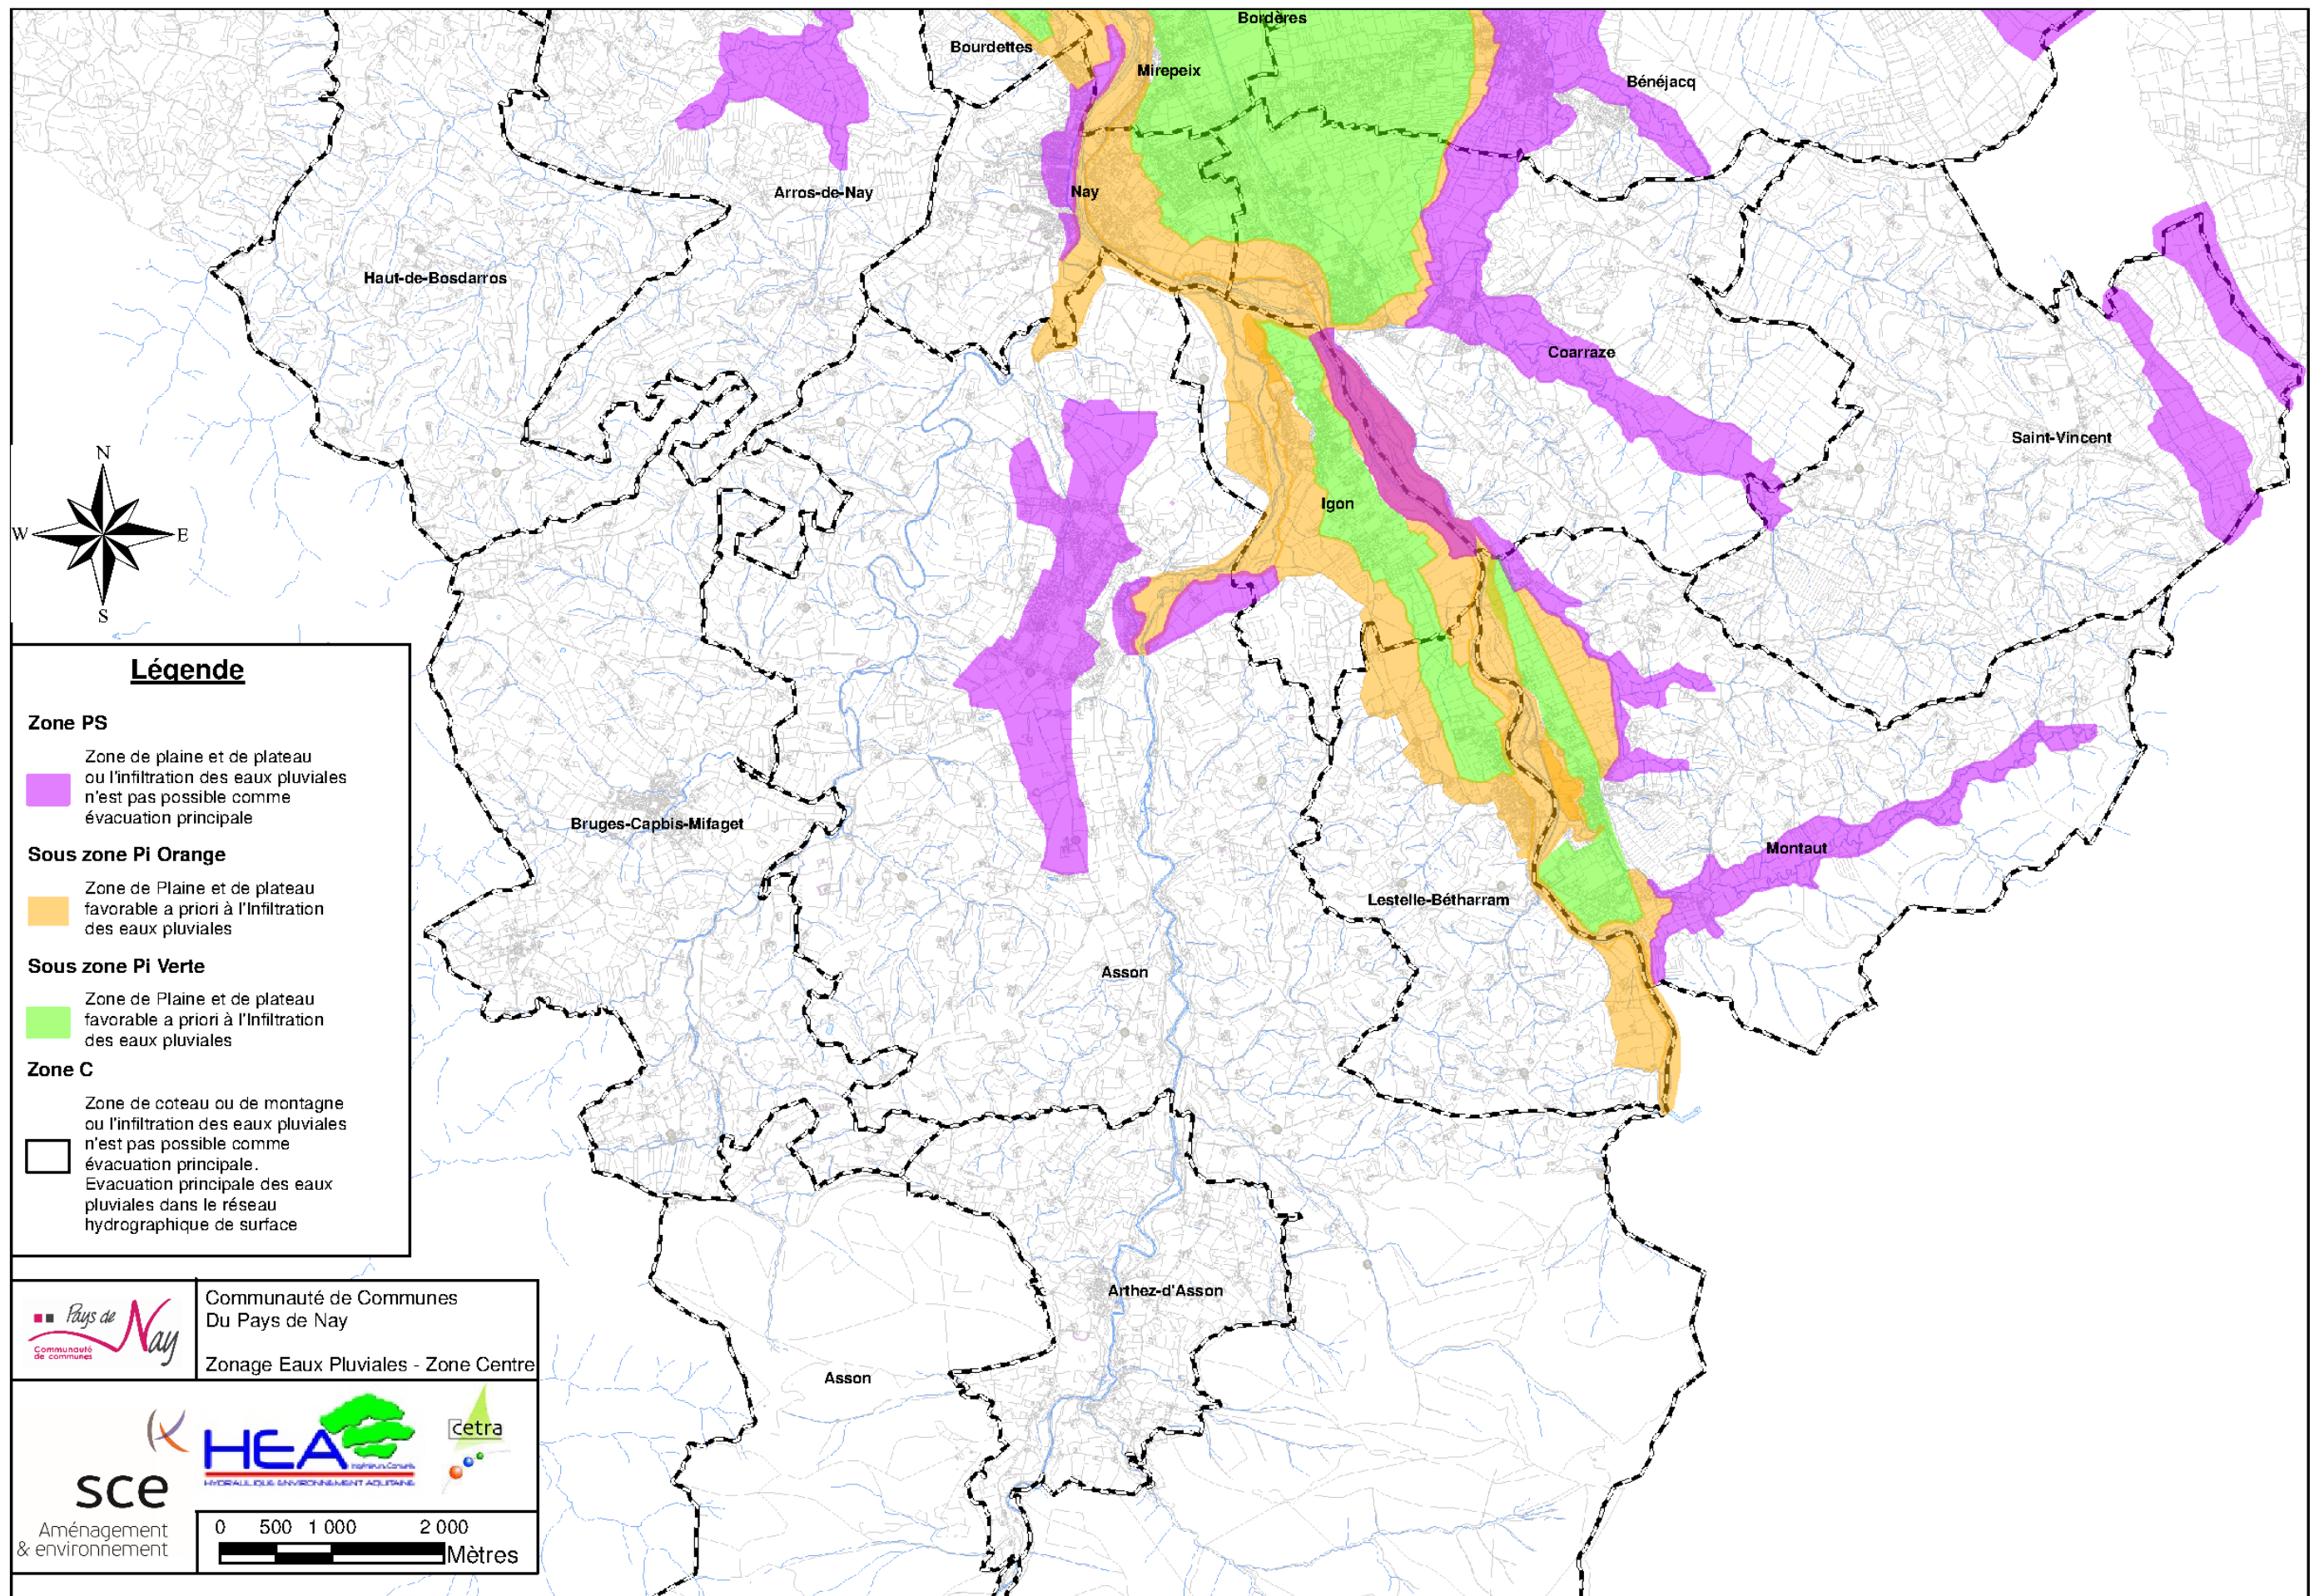 Bordères
Bourdettes
Mirepeix
Bénéjacq
Arros-de-Nay
Nay
Haut-de-Bosdarros
Coarraze
Saint-Vincent
Igon
N
W
E
S
Légende
Zone PS
Zone de plaine et de plateau
ou l'infiltration des eaux pluviales
n'est pas possible comme
évacuation principale
Sous zone Pi Orange
Zone de Plaine et de plateau
favorable a priori à l'Infiltration
des eaux pluviales
Sous zone Pi Verte
Zone de Plaine et de plateau
favorable a priori à l'Infiltration
des eaux pluviales
Zone C
Zone de coteau ou de montagne
ou l'infiltration des eaux pluviales
n'est pas possible comme
évacuation principale.
Evacuation principale des eaux
pluviales dans le réseau
hydrographique de surface
Bruges-Capbis-Mifaget
Montaut
Lestelle-Bétharram
Asson
Arthez-d'Asson
Asson
Pays de Nay
Communauté
de communes
Communauté de Communes
Du Pays de Nay
Zonage Eaux Pluviales - Zone Centre
sce
Aménagement
& environnement
HEA
HYDRAULIQUE ENVIRONNEMENT AQUITAINE
cetra
0 500 1 000 2 000
Mètres